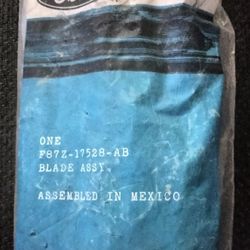 ONE
F87Z-17528-AB
BLADE ASSY
ASSEMBLED IN MEXICO